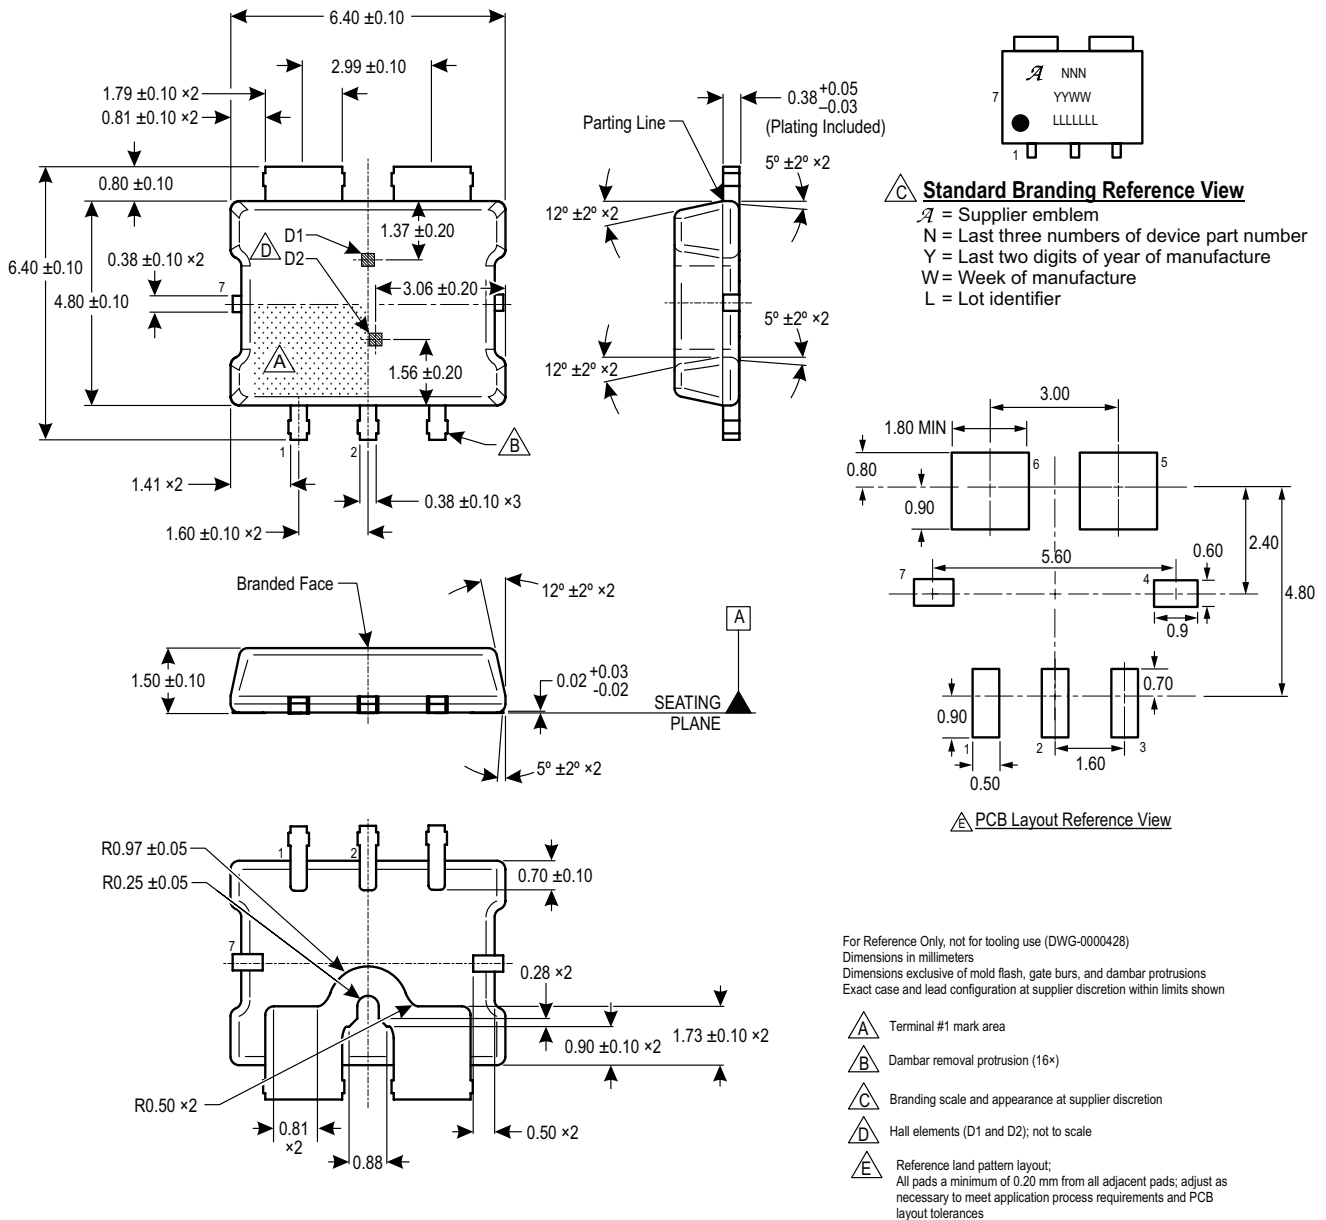 6.40 ±0.10
2.99 ±0.10
1.79 ±0.10 ×2
0.81 ±0.10 ×2
0.80 ±0.10
6.40 ±0.10
4.80 ±0.10
0.38 ±0.10 ×2
7
D
D1
D2
1.37 ±0.20
3.06 ±0.20
1.56 ±0.20
A
B
1
2
1.41 ×2
0.38 ±0.10 ×3
1.60 ±0.10 ×2
Parting Line
0.38 +0.05
–0.03
(Plating Included)
5º ±2º ×2
12º ±2º ×2
5º ±2º ×2
12º ±2º ×2
NNN
7
YYWW
LLLLLLL
1
C Standard Branding Reference View
A = Supplier emblem
N = Last three numbers of device part number
Y = Last two digits of year of manufacture
W = Week of manufacture
L = Lot identifier
3.00
1.80 MIN
0.80
6
5
0.90
2.40
5.60
0.60
7
4
4.80
0.9
0.70
0.90
1
2
3
1.60
0.50
E PCB Layout Reference View
Branded Face
12º ±2º ×2
A
1.50 ±0.10
0.02 +0.03
-0.02
SEATING
PLANE
5º ±2º ×2
R0.97 ±0.05
R0.25 ±0.05
1
2
0.70 ±0.10
7
0.28 ×2
1.73 ±0.10 ×2
0.90 ±0.10 ×2
R0.50 ×2
0.81
×2
0.50 ×2
0.88
For Reference Only, not for tooling use (DWG-0000428)
Dimensions in millimeters
Dimensions exclusive of mold flash, gate burs, and dambar protrusions
Exact case and lead configuration at supplier discretion within limits shown
A Terminal #1 mark area
B Dambar removal protrusion (16×)
C Branding scale and appearance at supplier discretion
D Hall elements (D1 and D2); not to scale
E Reference land pattern layout;
All pads a minimum of 0.20 mm from all adjacent pads; adjust as
necessary to meet application process requirements and PCB
layout tolerances